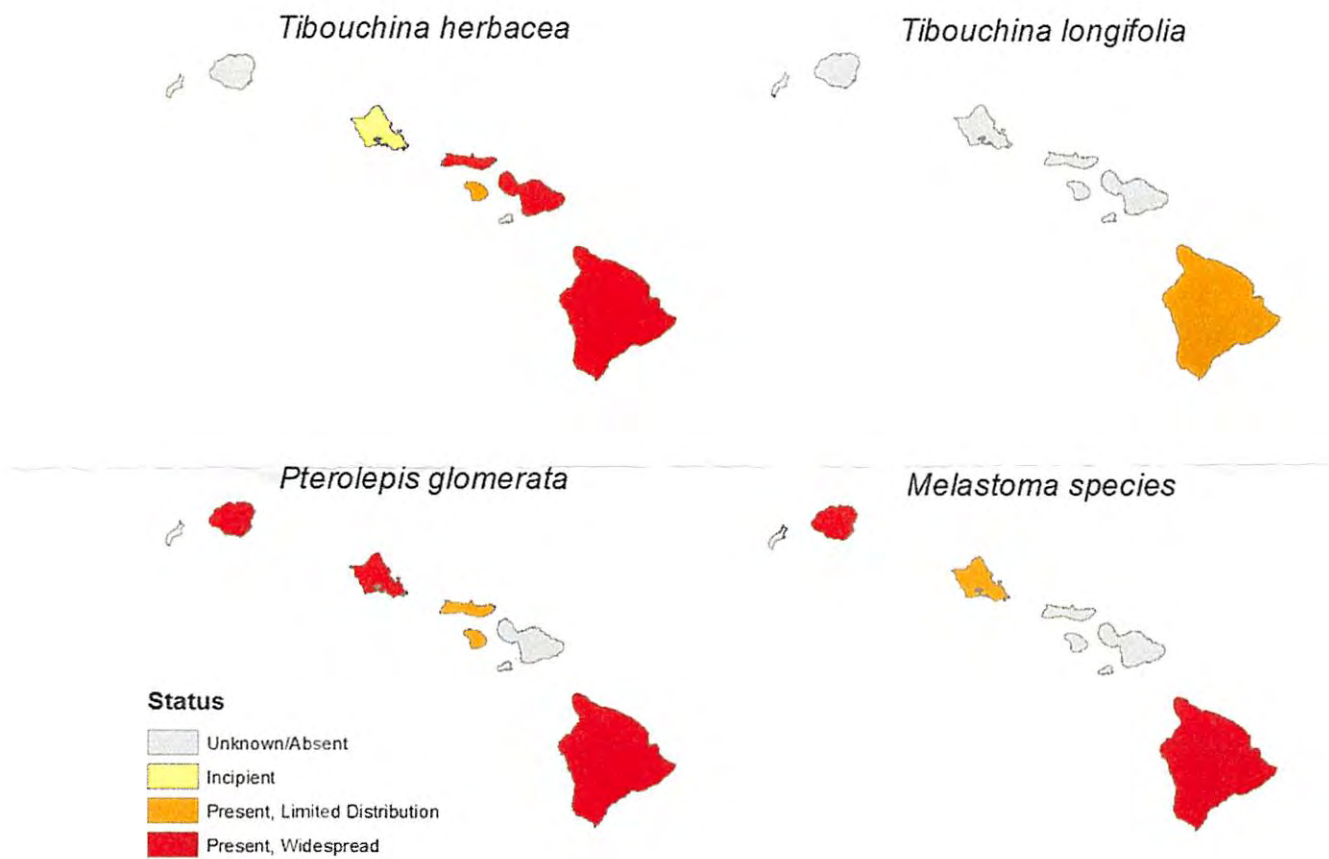 Tibouchina herbacea
Tibouchina longifolia
Pterolepis glomerata
Melastoma species
Status
Unknown/Absent
Incipient
Present, Limited Distribution
Present, Widespread